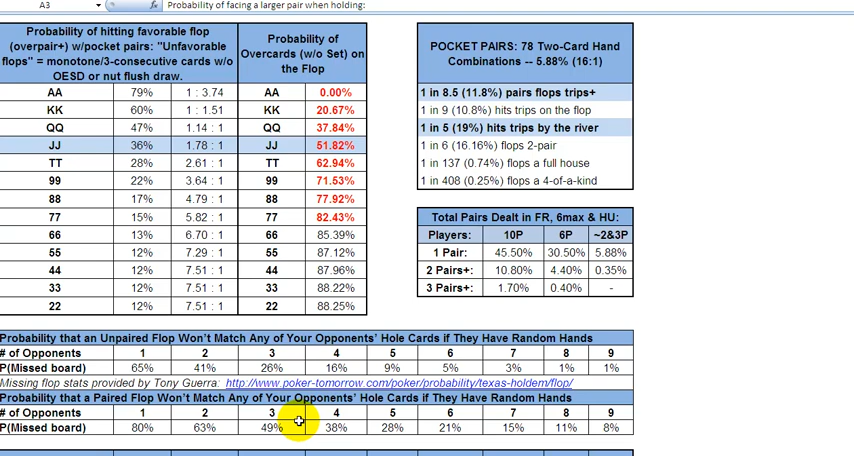 A3 fx Probability of facing a larger pair when holding:
Probability of hitting favorable flop
(overpair+) w/pocket pairs: "Unfavorable
flops" = monotone/3-consecutive cards w/o
OESD or nut flush draw.
Probability of
Overcards (w/o Set) on
the Flop
AA 79% 1 : 3.74 AA 0.00%
KK 60% 1 : 1.51 KK 20.67%
QQ 47% 1.14 : 1 QQ 37.84%
JJ 36% 1.78 : 1 JJ 51.82%
TT 28% 2.61 : 1 TT 62.94%
99 22% 3.64 : 1 99 71.53%
88 17% 4.79 : 1 88 77.92%
77 15% 5.82 : 1 77 82.43%
66 13% 6.70 : 1 66 85.39%
55 12% 7.29 : 1 55 87.12%
44 12% 7.51 : 1 44 87.96%
33 12% 7.51 : 1 33 88.22%
22 12% 7.51 : 1 22 88.25%
POCKET PAIRS: 78 Two-Card Hand
Combinations -- 5.88% (16:1)
1 in 8.5 (11.8%) pairs flops trips+
1 in 9 (10.8%) hits trips on the flop
1 in 5 (19%) hits trips by the river
1 in 6 (16.16%) flops 2-pair
1 in 137 (0.74%) flops a full house
1 in 408 (0.25%) flops a 4-of-a-kind
Total Pairs Dealt in FR, 6max & HU:
Players: 10P 6P ~2&3P
1 Pair: 45.50% 30.50% 5.88%
2 Pairs+: 10.80% 4.40% 0.35%
3 Pairs+: 1.70% 0.40% -
Probability that an Unpaired Flop Won't Match Any of Your Opponents' Hole Cards if They Have Random Hands
# of Opponents 1 2 3 4 5 6 7 8 9
P(Missed board) 65% 41% 26% 16% 9% 5% 3% 1% 1%
Missing flop stats provided by Tony Guerra: http://www.poker-tomorrow.com/poker/probability/texas-holdem/flop/
Probability that a Paired Flop Won't Match Any of Your Opponents' Hole Cards if They Have Random Hands
# of Opponents 1 2 3 4 5 6 7 8 9
P(Missed board) 80% 63% 49% 38% 28% 21% 15% 11% 8%